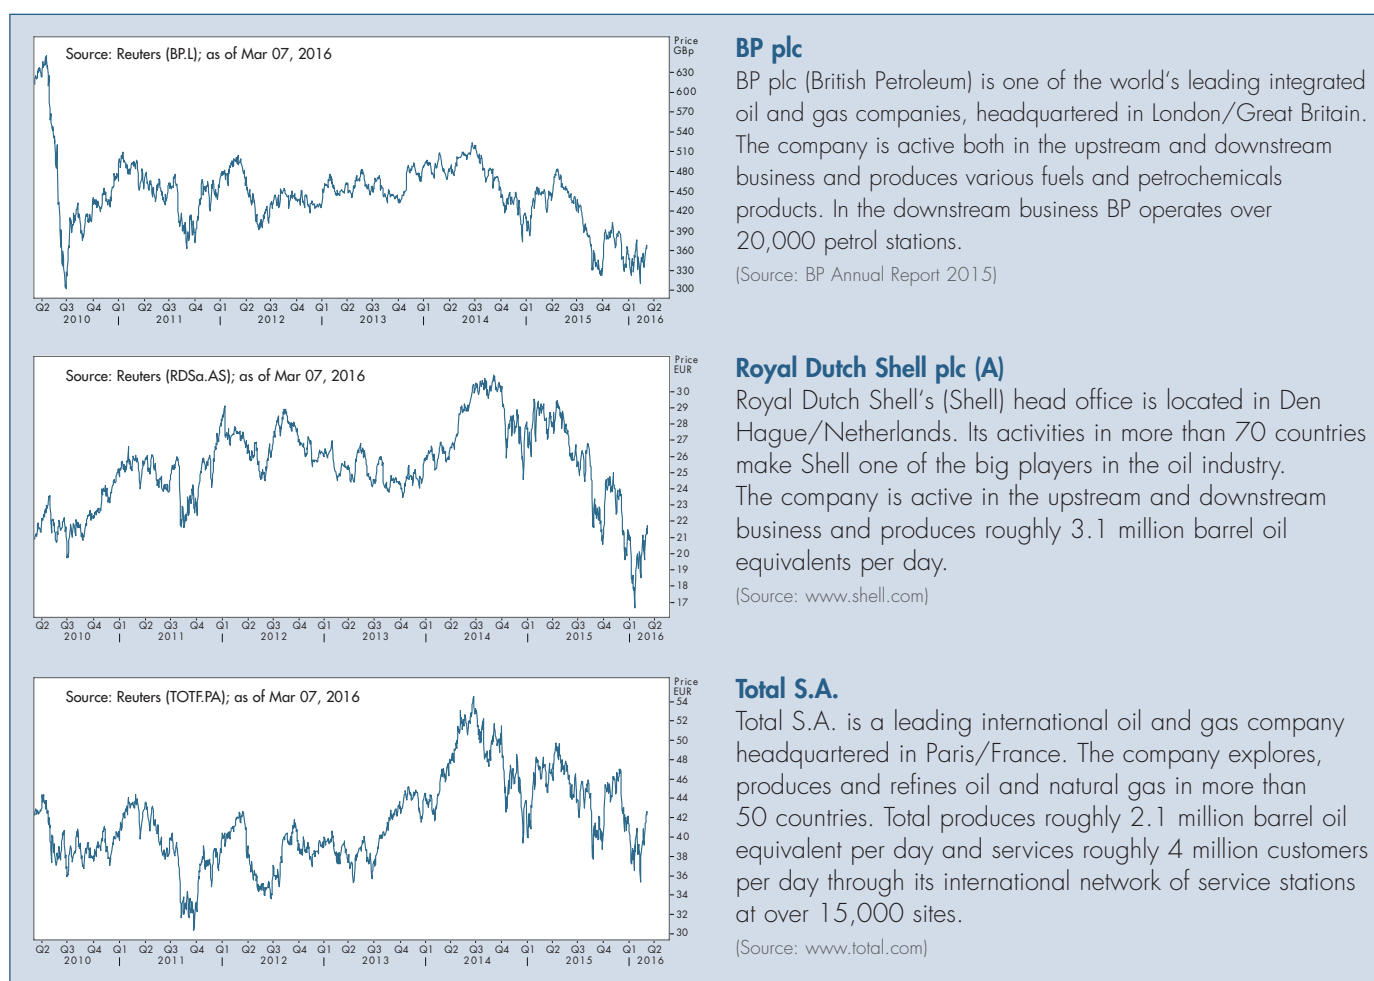 Source: Reuters (BP.L); as of Mar 07, 2016
Price
GBp
630
600
570
540
510
480
450
420
390
360
330
300
Q2 Q3 Q4 Q1 Q2 Q3 Q4 Q1 Q2 Q3 Q4 Q1 Q2 Q3 Q4 Q1 Q2 Q3 Q4 Q1 Q2 Q3 Q4 Q1 Q2
2010 2011 2012 2013 2014 2015 2016
BP plc
BP plc (British Petroleum) is one of the world's leading integrated
oil and gas companies, headquartered in London/Great Britain.
The company is active both in the upstream and downstream
business and produces various fuels and petrochemicals
products. In the downstream business BP operates over
20,000 petrol stations.
(Source: BP Annual Report 2015)
Source: Reuters (RDSa.AS); as of Mar 07, 2016
Price
EUR
30
29
28
27
26
25
24
23
22
21
20
19
18
17
Q2 Q3 Q4 Q1 Q2 Q3 Q4 Q1 Q2 Q3 Q4 Q1 Q2 Q3 Q4 Q1 Q2 Q3 Q4 Q1 Q2 Q3 Q4 Q1 Q2
2010 2011 2012 2013 2014 2015 2016
Royal Dutch Shell plc (A)
Royal Dutch Shell's (Shell) head office is located in Den
Hague/Netherlands. Its activities in more than 70 countries
make Shell one of the big players in the oil industry.
The company is active in the upstream and downstream
business and produces roughly 3.1 million barrel oil
equivalents per day.
(Source: www.shell.com)
Source: Reuters (TOTF.PA); as of Mar 07, 2016
Price
EUR
54
52
50
48
46
44
42
40
38
36
34
32
30
Q2 Q3 Q4 Q1 Q2 Q3 Q4 Q1 Q2 Q3 Q4 Q1 Q2 Q3 Q4 Q1 Q2 Q3 Q4 Q1 Q2 Q3 Q4 Q1 Q2
2010 2011 2012 2013 2014 2015 2016
Total S.A.
Total S.A. is a leading international oil and gas company
headquartered in Paris/France. The company explores,
produces and refines oil and natural gas in more than
50 countries. Total produces roughly 2.1 million barrel oil
equivalent per day and services roughly 4 million customers
per day through its international network of service stations
at over 15,000 sites.
(Source: www.total.com)